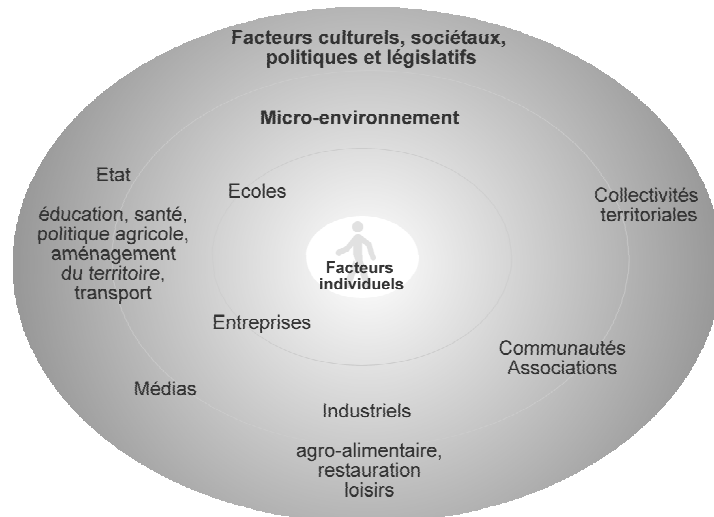 Facteurs culturels, sociétaux,
politiques et législatifs
Micro-environnement
Etat
éducation, santé,
politique agricole,
aménagement
du territoire,
transport
Ecoles
Collectivités
territoriales
Facteurs
individuels
Entreprises
Communautés
Associations
Médias
Industriels
agro-alimentaire,
restauration
loisirs